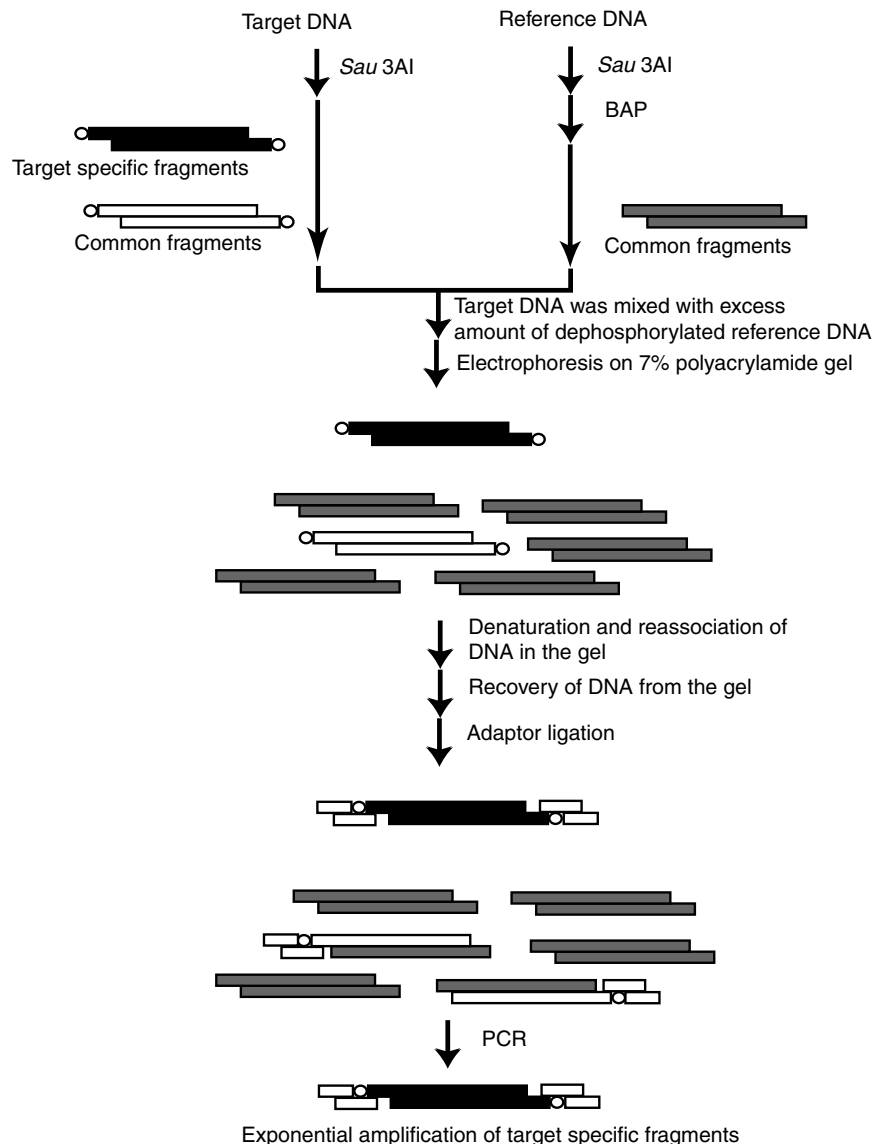 Target DNA
Reference DNA
Sau 3AI
Sau 3AI
BAP
Target specific fragments
Common fragments
Common fragments
Target DNA was mixed with excess
amount of dephosphorylated reference DNA
Electrophoresis on 7% polyacrylamide gel
Denaturation and reassociation of
DNA in the gel
Recovery of DNA from the gel
Adaptor ligation
PCR
Exponential amplification of target specific fragments